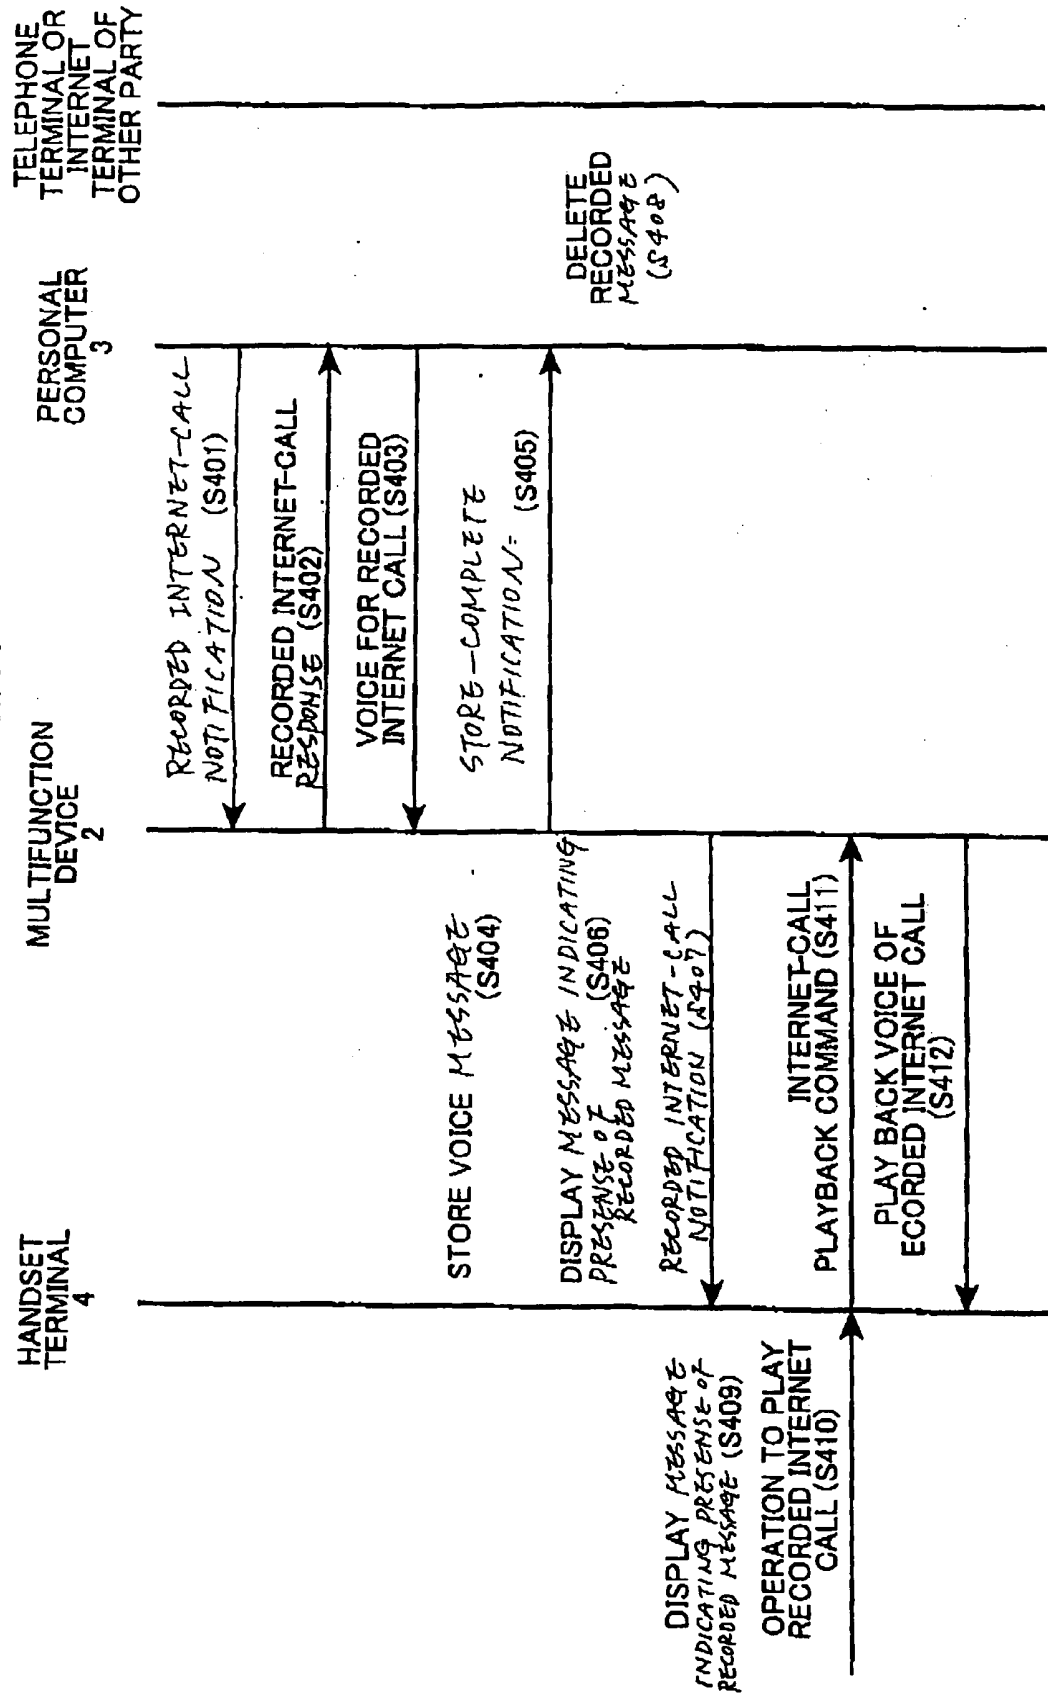 HANDSET
TERMINAL
4
MULTIFUNCTION
DEVICE
2
PERSONAL
COMPUTER
3
TELEPHONE
TERMINAL OR
INTERNET
TERMINAL OF
OTHER PARTY
RECORDED INTERNET-CALL
NOTIFICATION (S401)
RECORDED INTERNET-CALL
RESPONSE (S402)
VOICE FOR RECORDED
INTERNET CALL (S403)
STORE VOICE MESSAGE
(S404)
STORE-COMPLETE
NOTIFICATION: (S405)
DISPLAY MESSAGE INDICATING
PRESENSE OF (S406)
RECORDED MESSAGE
DELETE
RECORDED
MESSAGE
(S408)
RECORDED INTERNET-CALL
NOTIFICATION (S407)
DISPLAY MESSAGE
INDICATING PRESENSE OF
RECORDED MESSAGE (S409)
OPERATION TO PLAY
RECORDED INTERNET
CALL (S410)
INTERNET-CALL
PLAYBACK COMMAND (S411)
PLAY BACK VOICE OF
ECORDED INTERNET CALL
(S412)